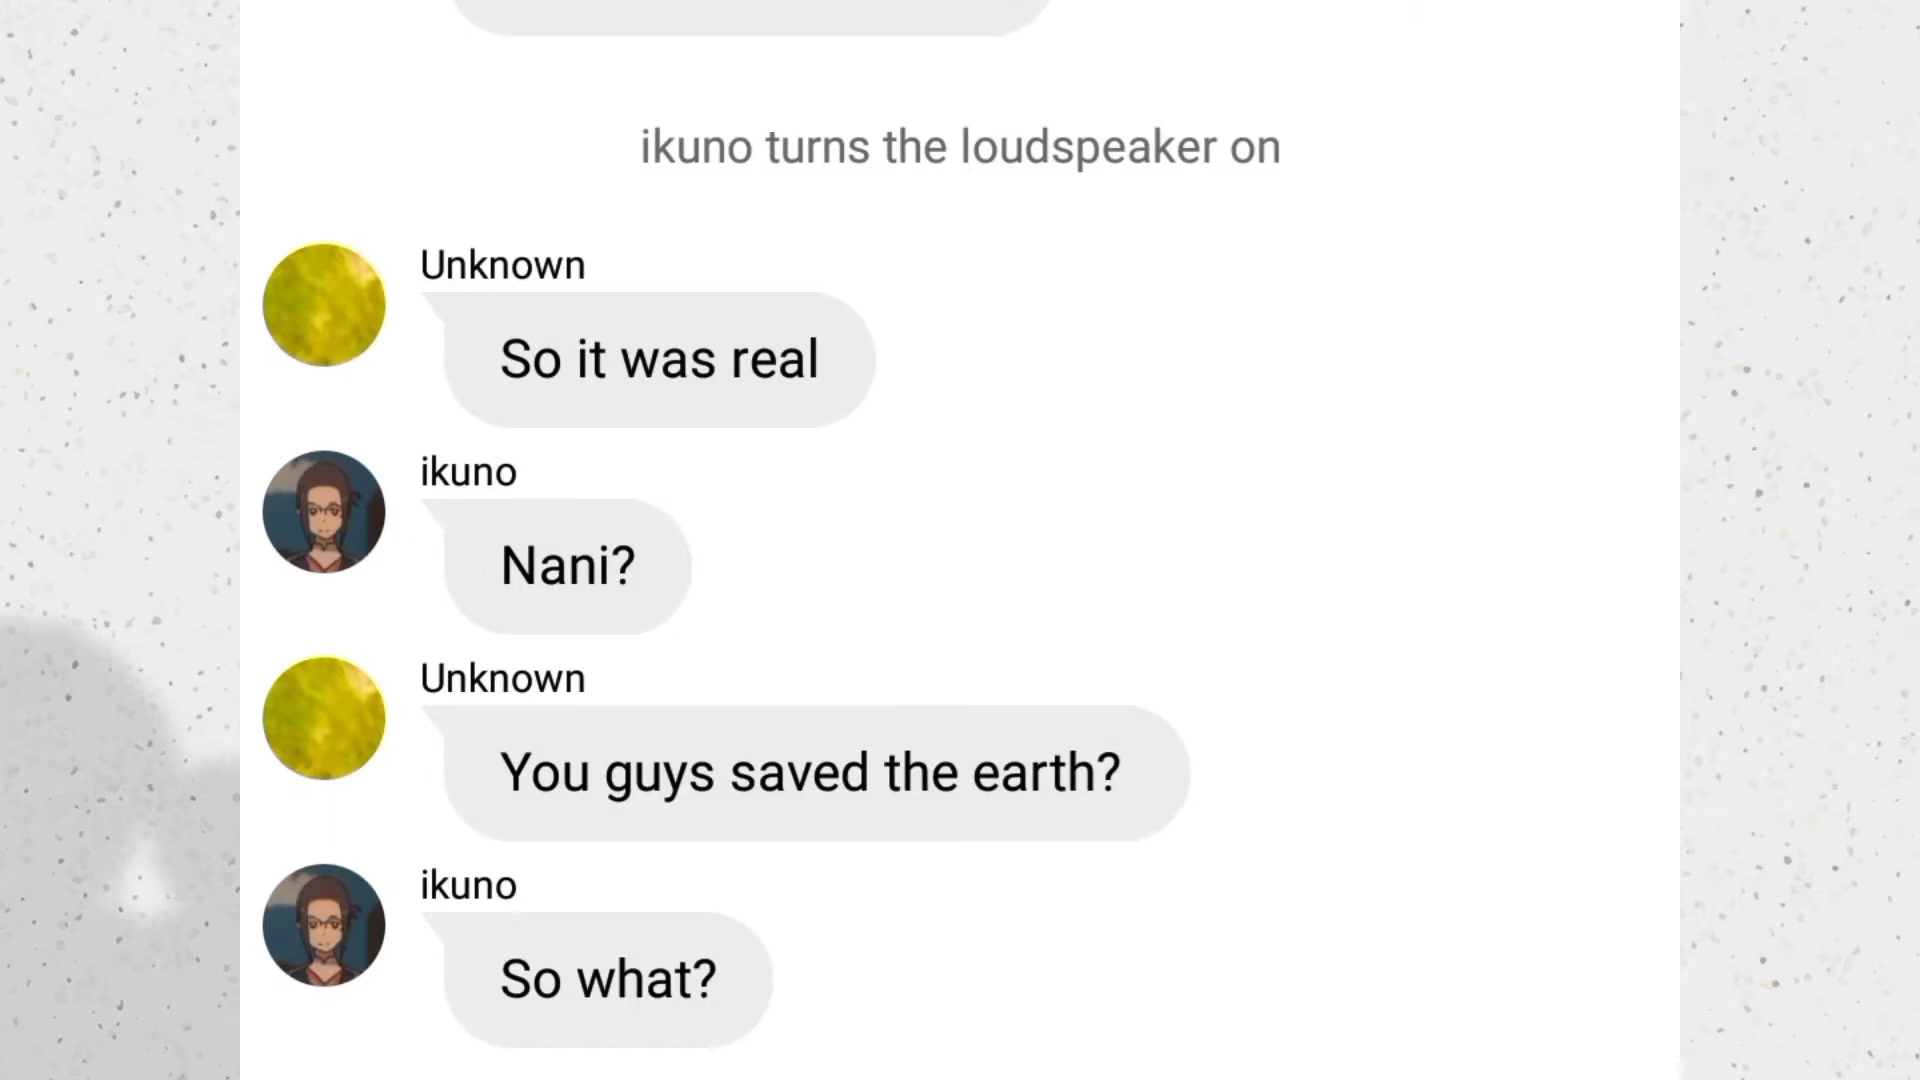 ikuno turns the loudspeaker on
Unknown
So it was real
ikuno
Nani?
Unknown
You guys saved the earth?
ikuno
So what?